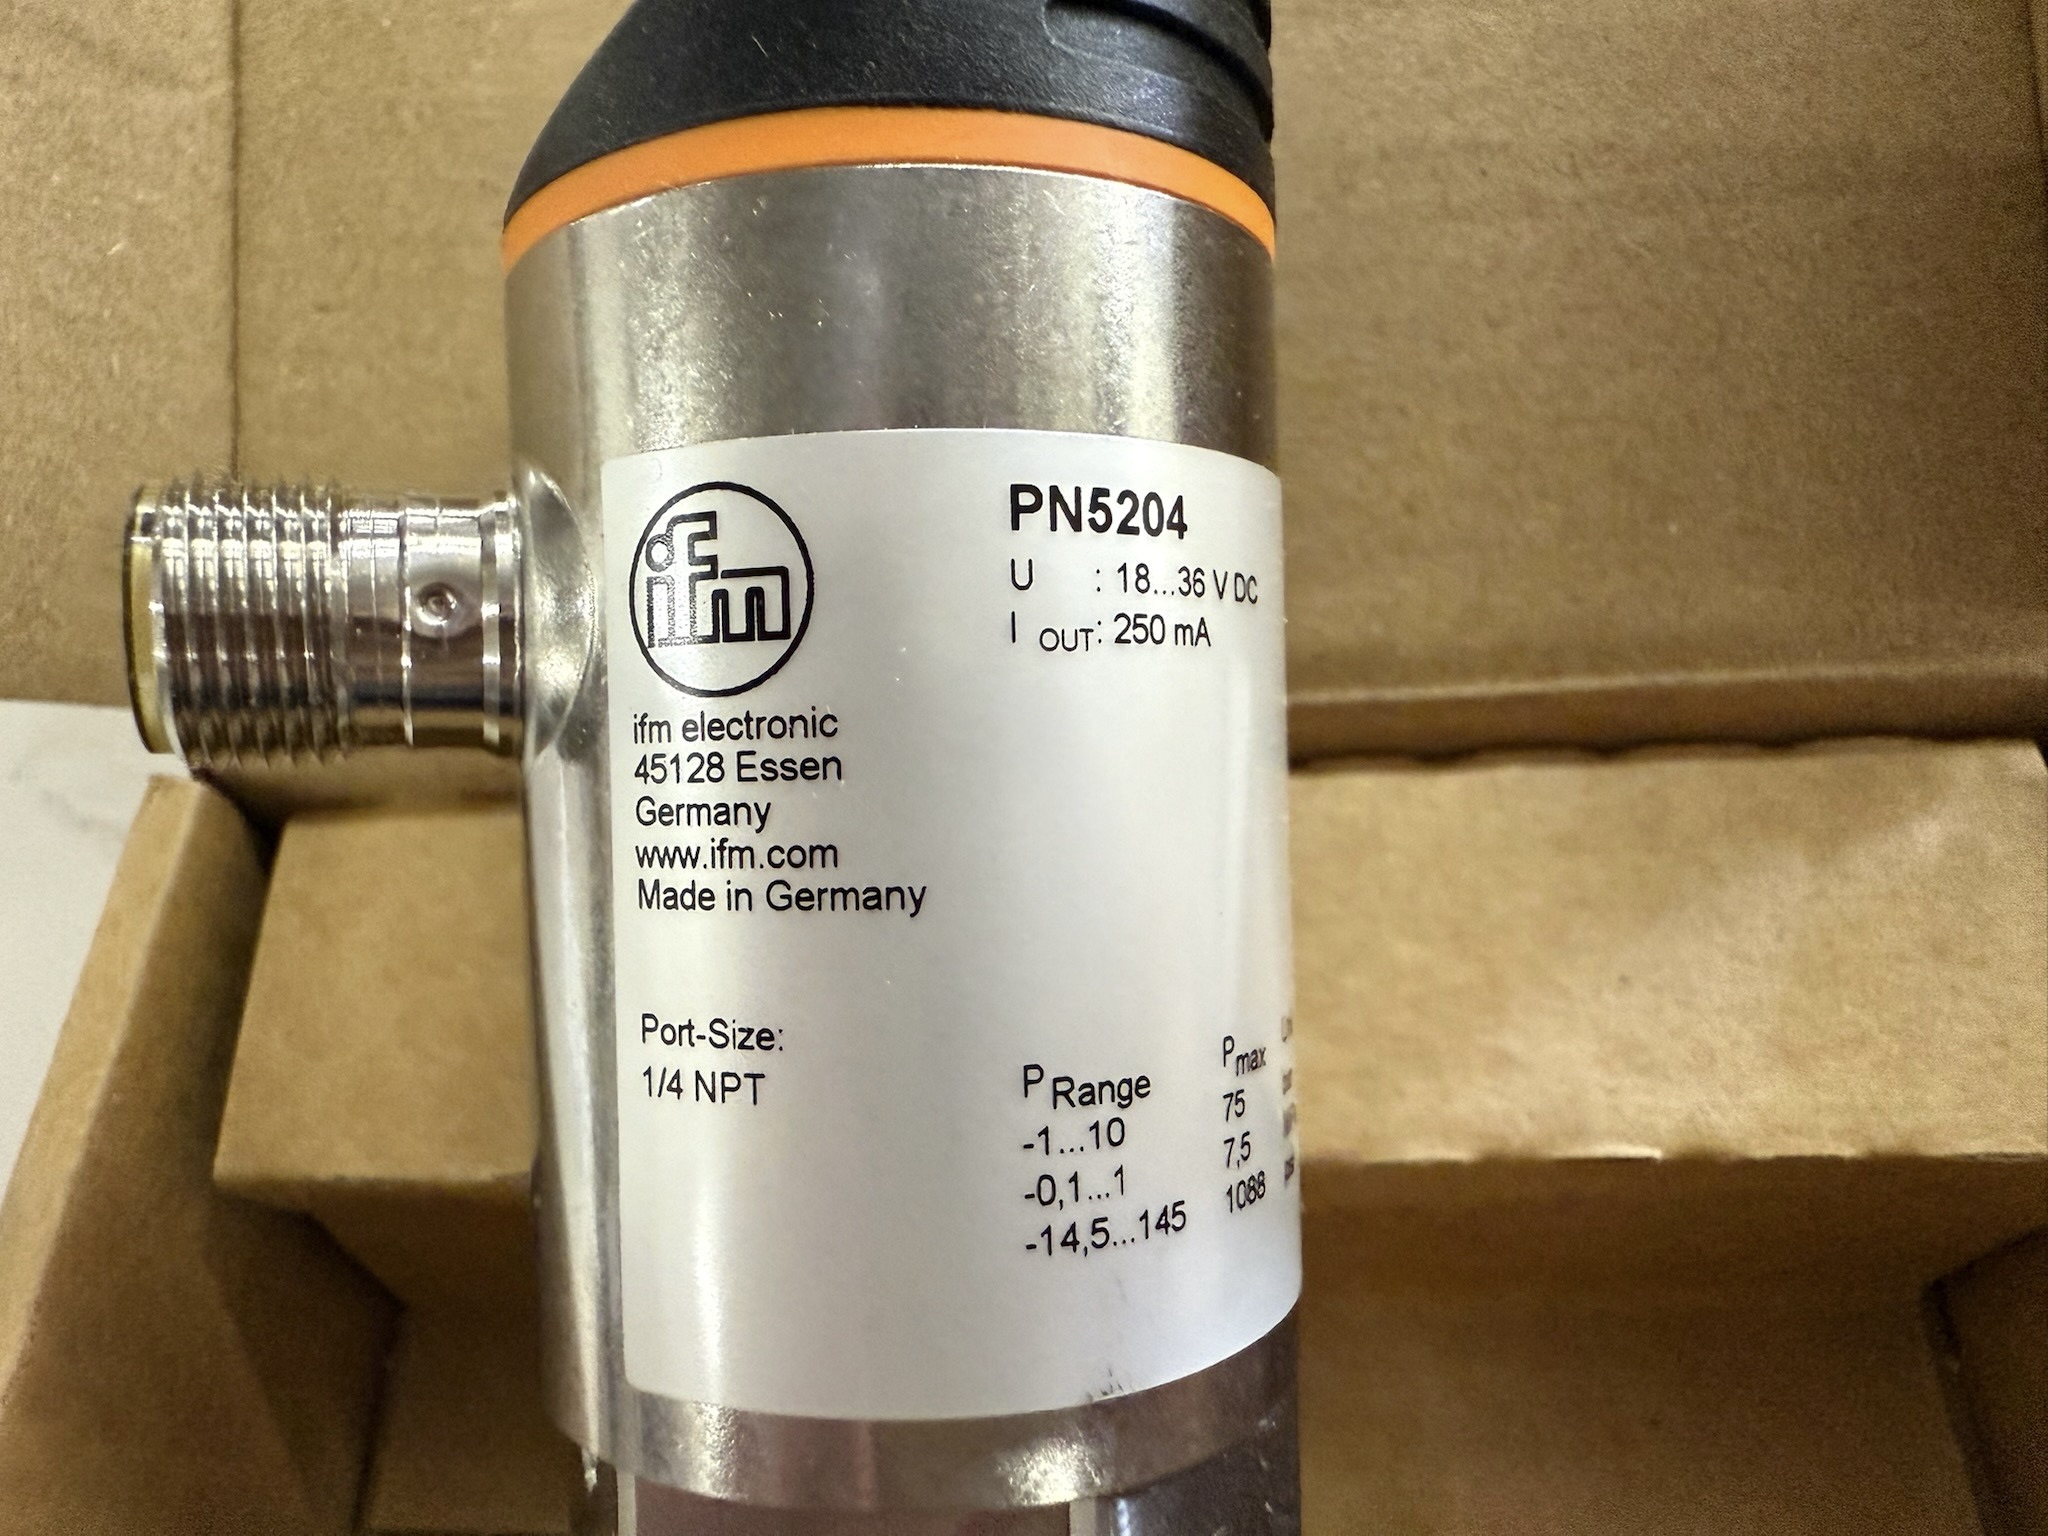 ifm
PN5204
U : 18...36 V DC
I OUT: 250 mA
ifm electronic
45128 Essen
Germany
www.ifm.com
Made in Germany
Port-Size:
1/4 NPT
P Range Pmax
-1...10 75
-0,1...1 7,5
-14,5...145 1088